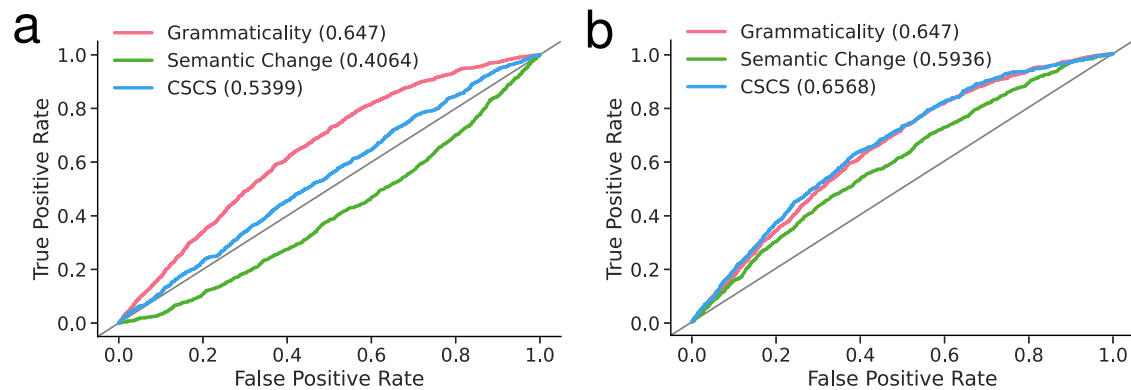 a
Grammaticality (0.647)
Semantic Change (0.4064)
CSCS (0.5399)
1.0
0.8
0.6
0.4
0.2
0.0
True Positive Rate
0.0 0.2 0.4 0.6 0.8 1.0
False Positive Rate
b
Grammaticality (0.647)
Semantic Change (0.5936)
CSCS (0.6568)
1.0
0.8
0.6
0.4
0.2
0.0
True Positive Rate
0.0 0.2 0.4 0.6 0.8 1.0
False Positive Rate